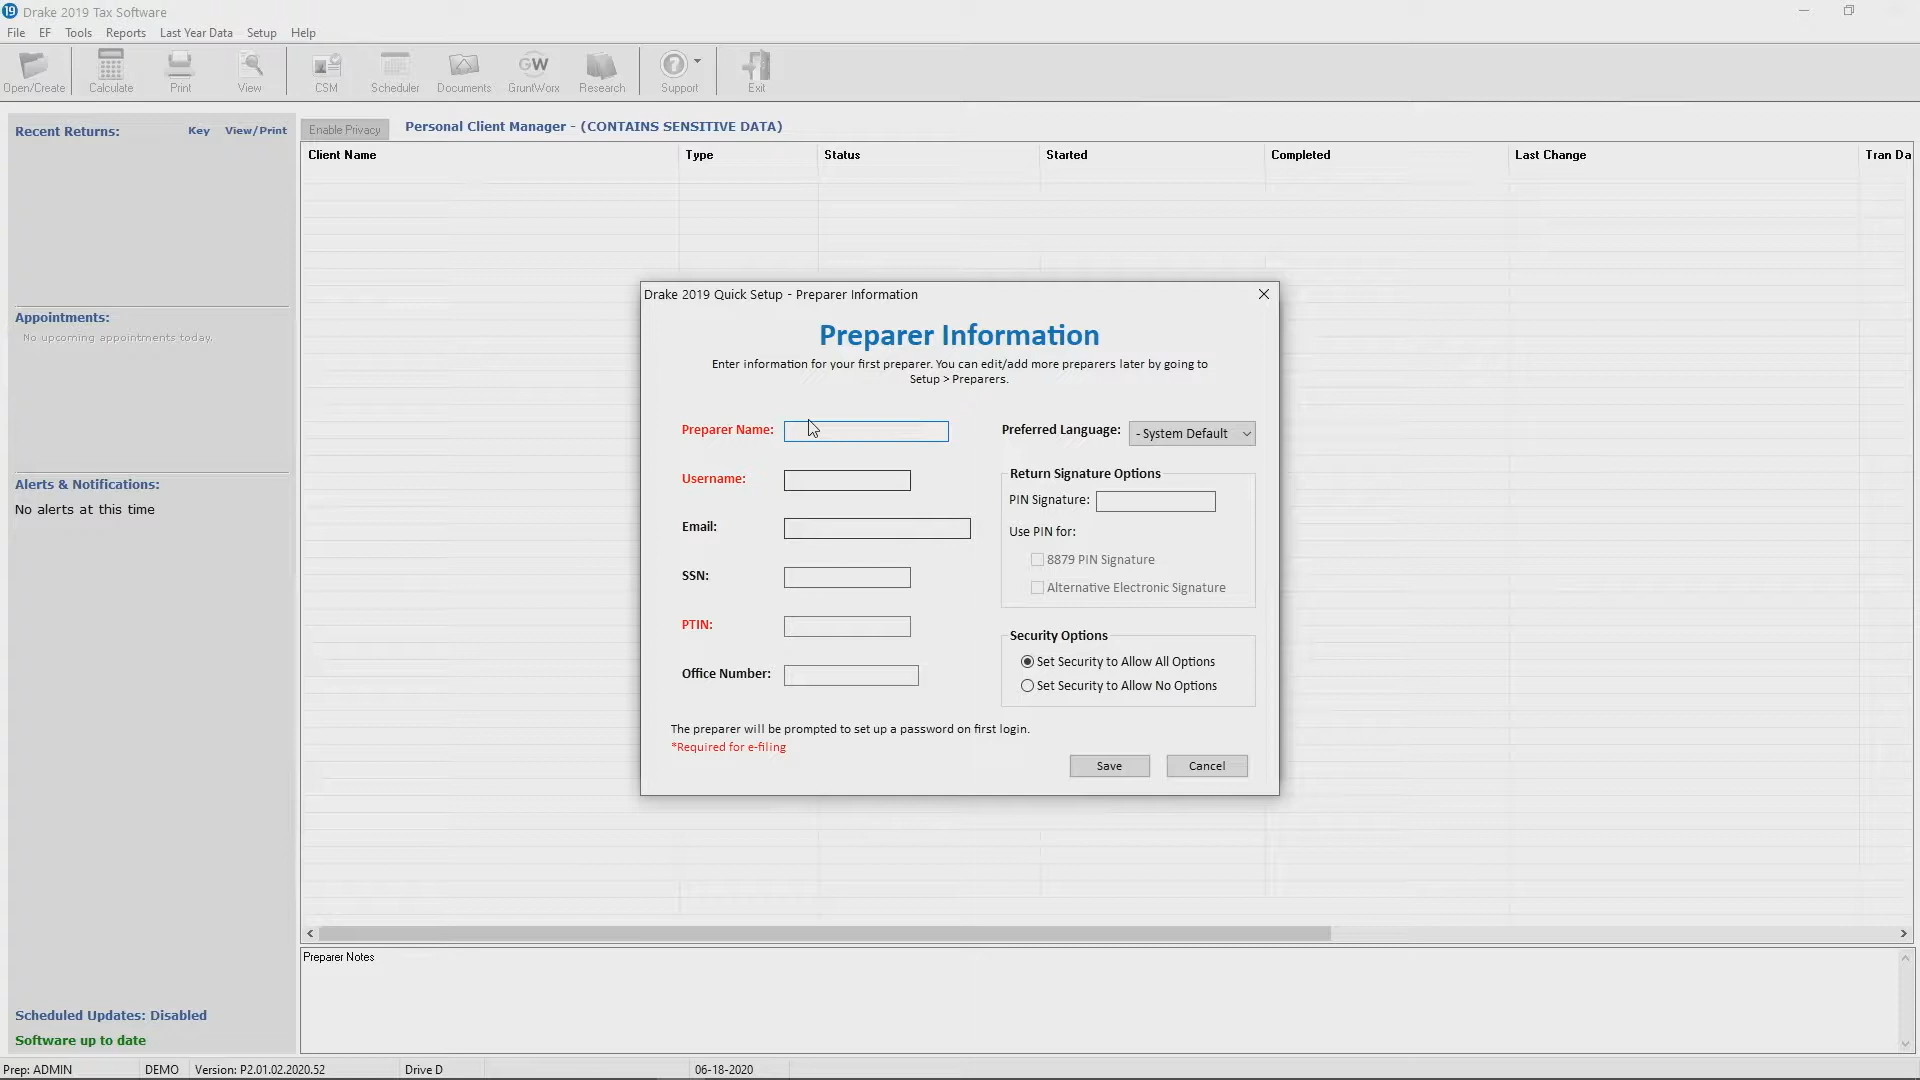 19 Drake 2019 Tax Software
File EF Tools Reports Last Year Data Setup Help
Open/Create Calculate Print View CSM Scheduler Documents GW GruntWorx Research ? Support Exit
Recent Returns: Key View/Print
Enable Privacy Personal Client Manager - (CONTAINS SENSITIVE DATA)
Client Name Type Status Started Completed Last Change Tran Da
Appointments:
No upcoming appointments today.
Alerts & Notifications:
No alerts at this time
Drake 2019 Quick Setup - Preparer Information
Preparer Information
Enter information for your first preparer. You can edit/add more preparers later by going to
Setup > Preparers.
Preparer Name:
Username:
Email:
SSN:
PTIN:
Office Number:
Preferred Language: - System Default
Return Signature Options
PIN Signature:
Use PIN for:
8879 PIN Signature
Alternative Electronic Signature
Security Options
Set Security to Allow All Options
Set Security to Allow No Options
The preparer will be prompted to set up a password on first login.
*Required for e-filing
Save Cancel
Preparer Notes
Scheduled Updates: Disabled
Software up to date
Prep: ADMIN DEMO Version: P2.01.02.2020.52 Drive D 06-18-2020